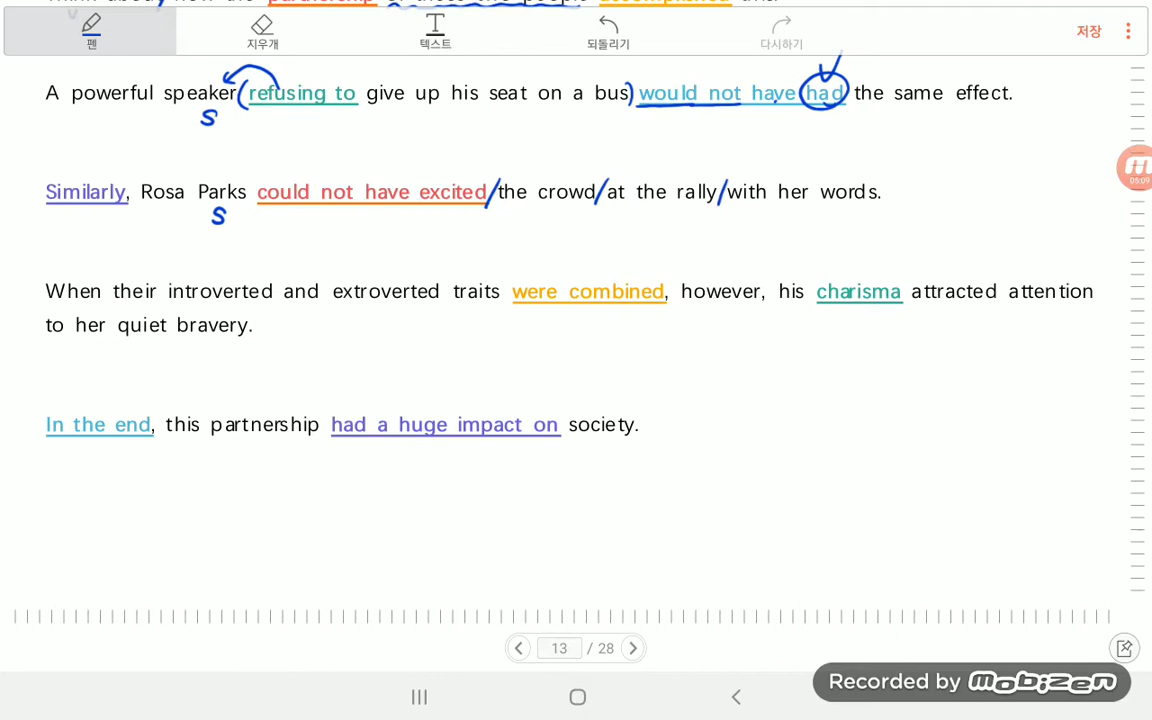 펜
지우개
텍스트
되돌리기
다시하기
저장
A powerful speaker (refusing to give up his seat on a bus) would not have had the same effect.
S
05:09
Similarly, Rosa Parks could not have excited/the crowd/at the rally/with her words.
S
When their introverted and extroverted traits were combined, however, his charisma attracted attention
to her quiet bravery.
In the end, this partnership had a huge impact on society.
13 / 28
Recorded by mobizen